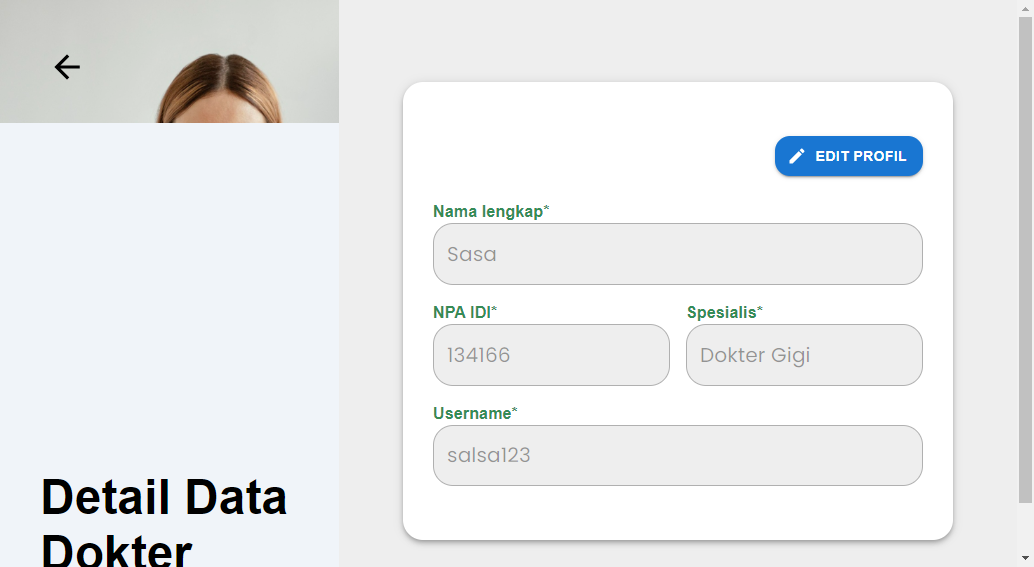 EDIT PROFIL
Nama lengkap*
Sasa
NPA IDI* Spesialis*
134166 Dokter Gigi
Username*
salsa123
Detail Data
Dokter